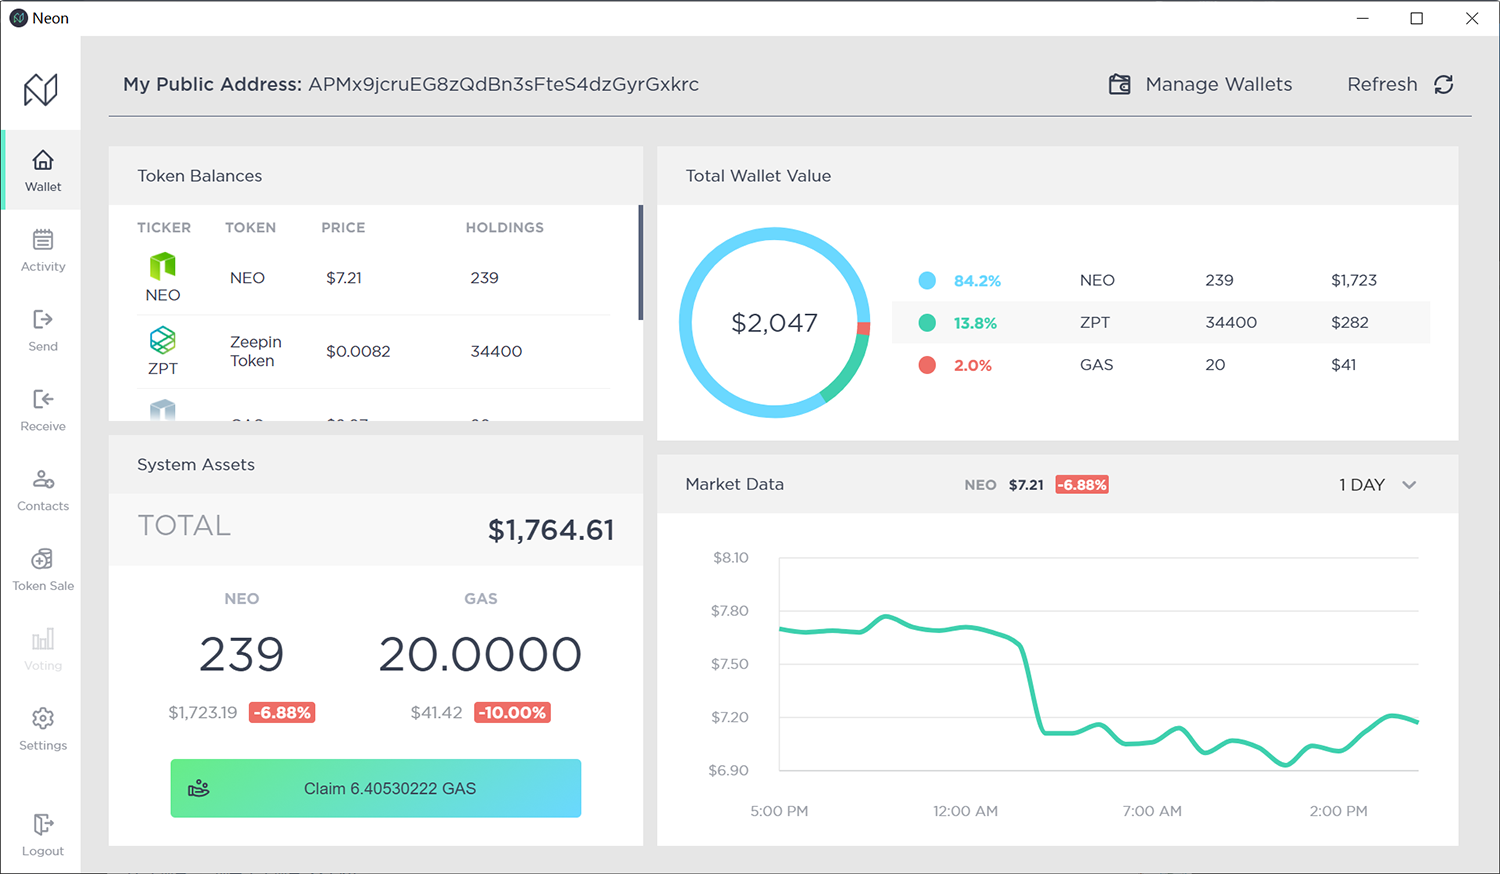 Neon
My Public Address: APMx9jcruEG8zQdBn3sFteS4dzGyrGxkrc
Manage Wallets
Refresh
Wallet
Activity
Send
Receive
Contacts
Token Sale
Voting
Settings
Logout
Token Balances
TICKER TOKEN PRICE HOLDINGS
NEO NEO $7.21 239
ZPT Zeepin $0.0082 34400
Token
System Assets
TOTAL $1,764.61
NEO GAS
239 20.0000
$1,723.19 -6.88% $41.42 -10.00%
Claim 6.40530222 GAS
Total Wallet Value
$2,047
84.2% NEO 239 $1,723
13.8% ZPT 34400 $282
2.0% GAS 20 $41
Market Data NEO $7.21 -6.88% 1 DAY
$8.10
$7.80
$7.50
$7.20
$6.90
5:00 PM 12:00 AM 7:00 AM 2:00 PM